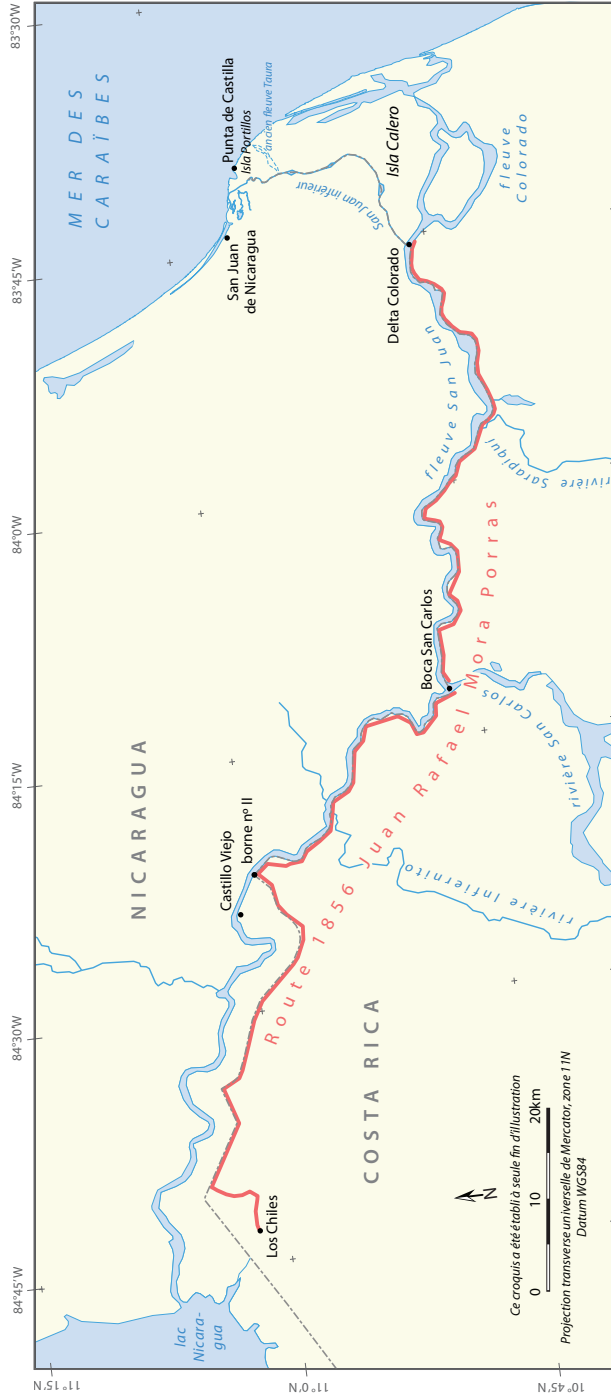 84°45'W
84°30'W
84°15'W
84°0'W
83°45'W
83°30'W
11°15'N
11°0'N
10°45'N
MER DES
CARAÏBES
NICARAGUA
COSTA RICA
lac
Nicara-
gua
Los Chiles
Castillo Viejo
borne nº II
Boca San Carlos
Delta Colorado
San Juan
de Nicaragua
Punta de Castilla
Isla Portillos
ancien fleuve Taura
San Juan inférieur
Isla Calero
fleuve
Colorado
fleuve San Juan
rivière Sarapiquí
rivière San Carlos
rivière Infiernito
Route 1856 Juan Rafael Mora Porras
N
Ce croquis a été établi à seule fin d'illustration
0 10 20km
Projection transverse universelle de Mercator, zone 11N
Datum WGS84